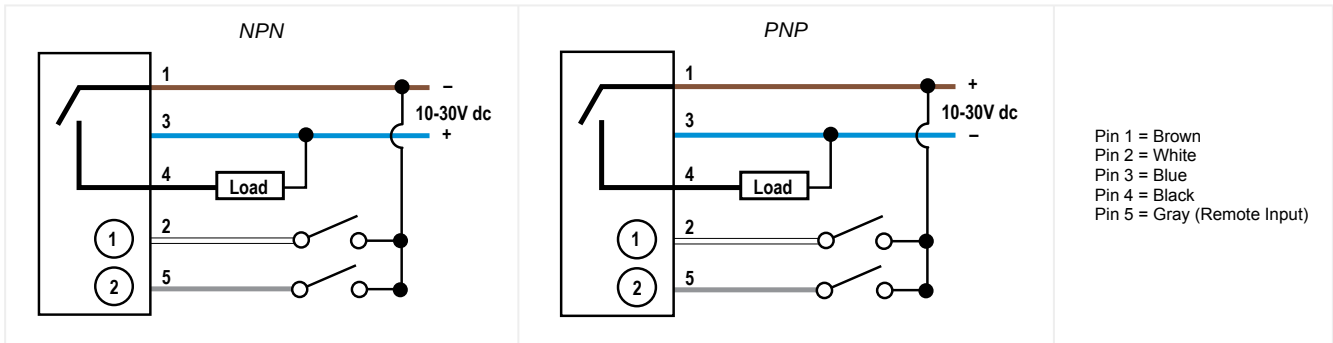 NPN
1
–
10-30V dc
3
+
4
Load
1
2
2
5
PNP
1
+
10-30V dc
3
–
4
Load
1
2
2
5
Pin 1 = Brown
Pin 2 = White
Pin 3 = Blue
Pin 4 = Black
Pin 5 = Gray (Remote Input)